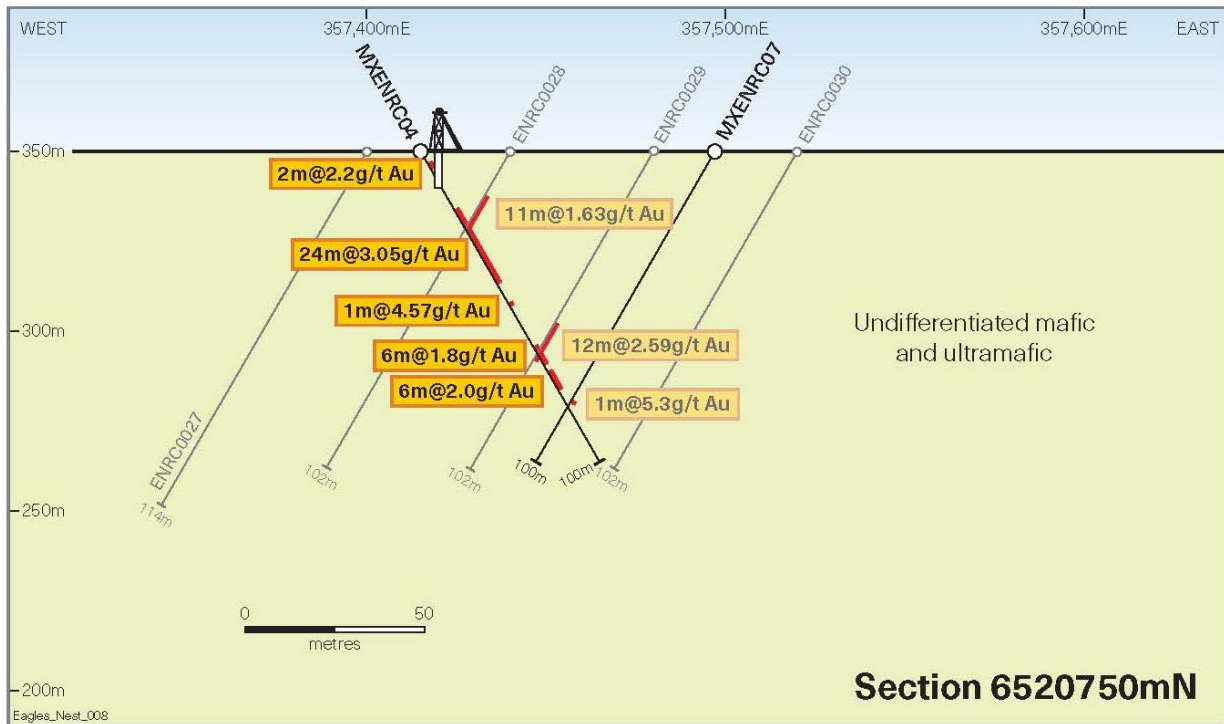 WEST
357,400mE
357,500mE
357,600mE
EAST
MXENRC04
ENRC0028
ENRC0029
MXENRC07
ENRC0030
350m
2m@2.2g/t Au
11m@1.63g/t Au
24m@3.05g/t Au
1m@4.57g/t Au
300m
Undifferentiated mafic
and ultramafic
12m@2.59g/t Au
6m@1.8g/t Au
6m@2.0g/t Au
1m@5.3g/t Au
ENRC0027
114m
102m
102m
100m
100m
102m
250m
0
50
metres
200m
Section 6520750mN
Eagles_Nest_008